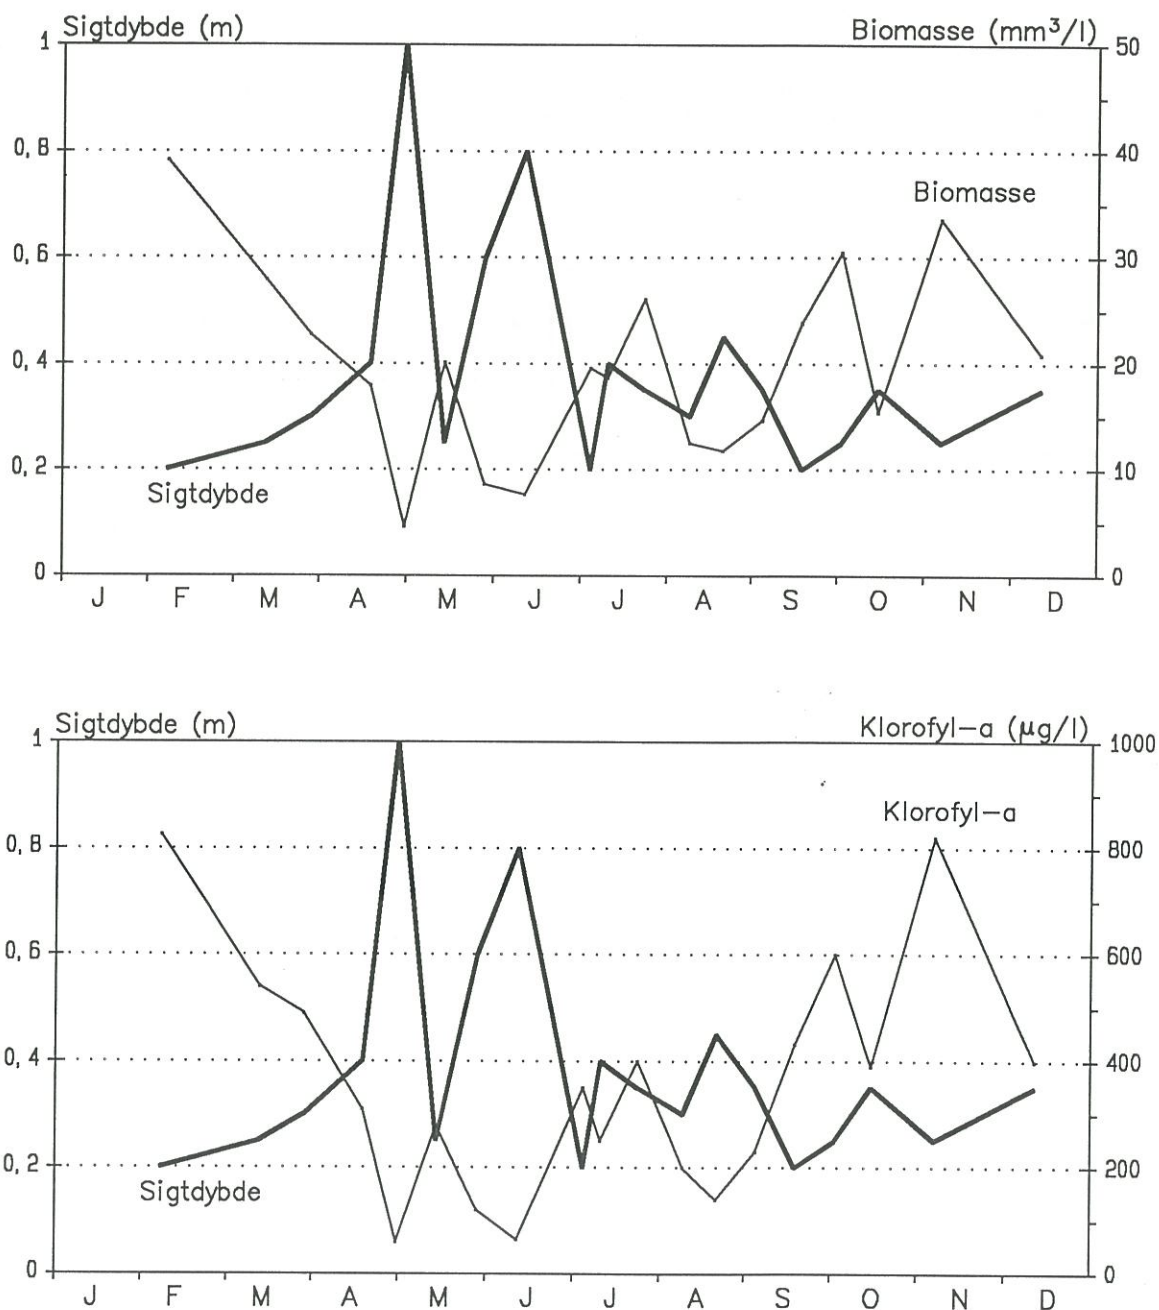 Sigtdybde (m) Biomasse (mm³/l)
1 50
0,8 40
Biomasse
0,6 30
0,4 20
0,2 10
Sigtdybde
0 0
J F M A M J J A S O N D
Sigtdybde (m) Klorofyl-a (μg/l)
1 1000
Klorofyl-a
0,8 800
0,6 600
0,4 400
0,2 200
Sigtdybde
0 0
J F M A M J J A S O N D